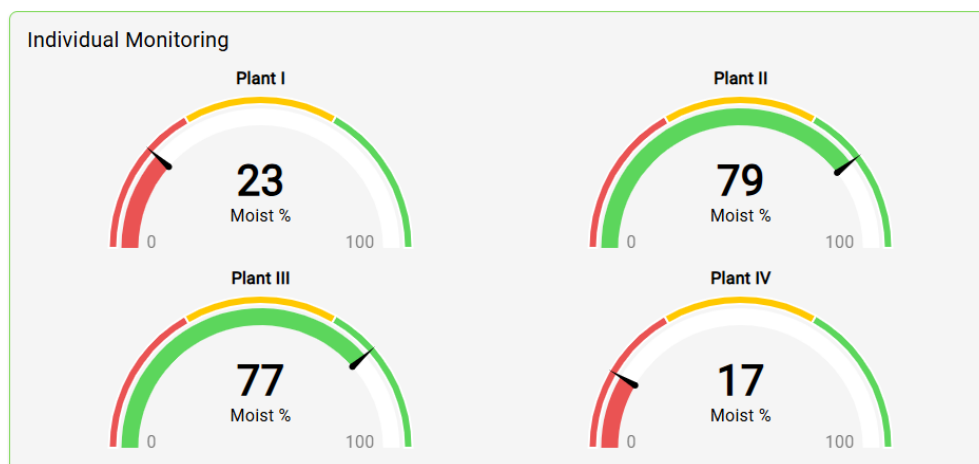 Individual Monitoring
Plant I
23
Moist %
0
100
Plant II
79
Moist %
0
100
Plant III
77
Moist %
0
100
Plant IV
17
Moist %
0
100